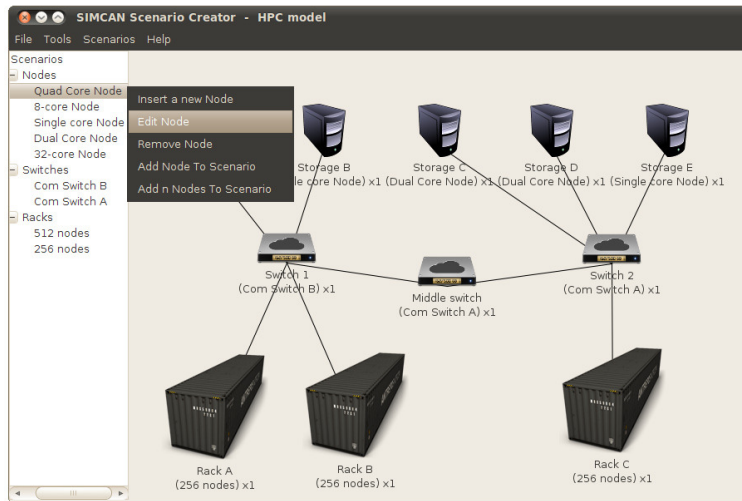 SIMCAN Scenario Creator - HPC model
File Tools Scenarios Help
Scenarios
Nodes
Quad Core Node
8-core Node
Single core Node
Dual Core Node
32-core Node
Switches
Com Switch B
Com Switch A
Racks
512 nodes
256 nodes
Insert a new Node
Edit Node
Remove Node
Add Node To Scenario
Add n Nodes To Scenario
Storage B
le core Node) x1
Storage C
(Dual Core Node) x1
Storage D
(Dual Core Node) x1
Storage E
(Single core Node) x1
Switch 1
(Com Switch B) x1
Middle switch
(Com Switch A) x1
Switch 2
(Com Switch A) x1
Rack A
(256 nodes) x1
Rack B
(256 nodes) x1
Rack C
(256 nodes) x1